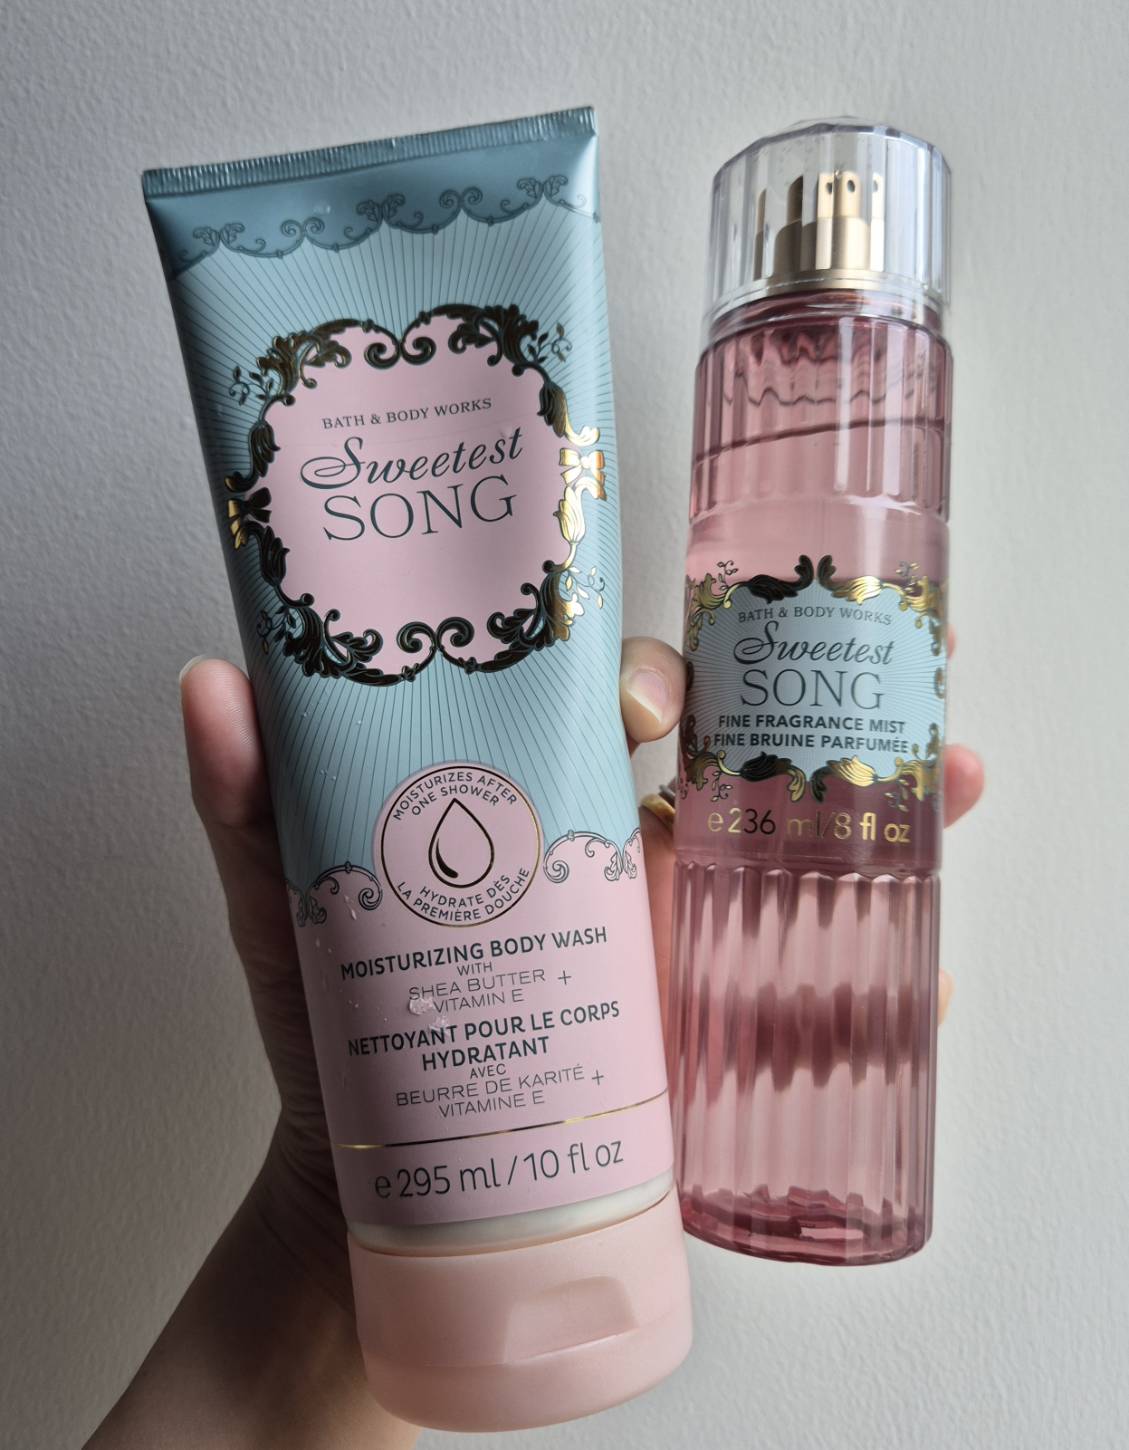 BATH & BODY WORKS
Sweetest
SONG
MOISTURIZES AFTER
ONE SHOWER
HYDRATE DÈS
LA PREMIÈRE DOUCHE
MOISTURIZING BODY WASH
WITH
SHEA BUTTER +
VITAMIN E
NETTOYANT POUR LE CORPS
HYDRATANT
AVEC
BEURRE DE KARITÉ +
VITAMINE E
e 295 ml / 10 fl oz
BATH & BODY WORKS
Sweetest
SONG
FINE FRAGRANCE MIST
FINE BRUINE PARFUMÉE
e 236 ml/8 fl oz